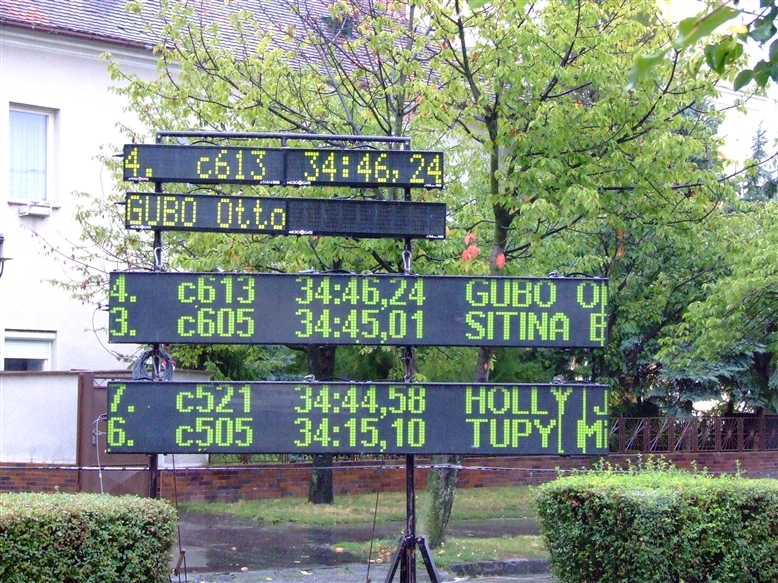 4. c613 34:46,24
GUBO Otto
4. c613 34:46,24 GUBO O
3. c605 34:45,01 SITINA
7. c521 34:44,58 HOLLY J
6. c505 34:15,10 TUPY Mi